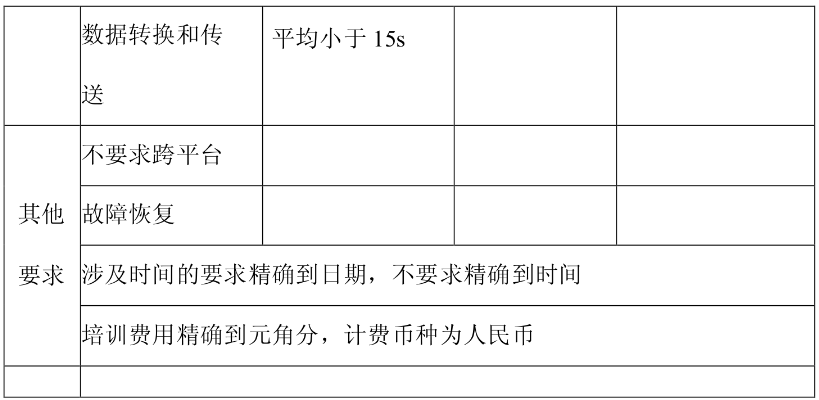 数据转换和传
送
平均小于 15s
其他
要求
不要求跨平台
故障恢复
涉及时间的要求精确到日期，不要求精确到时间
培训费用精确到元角分，计费币种为人民币